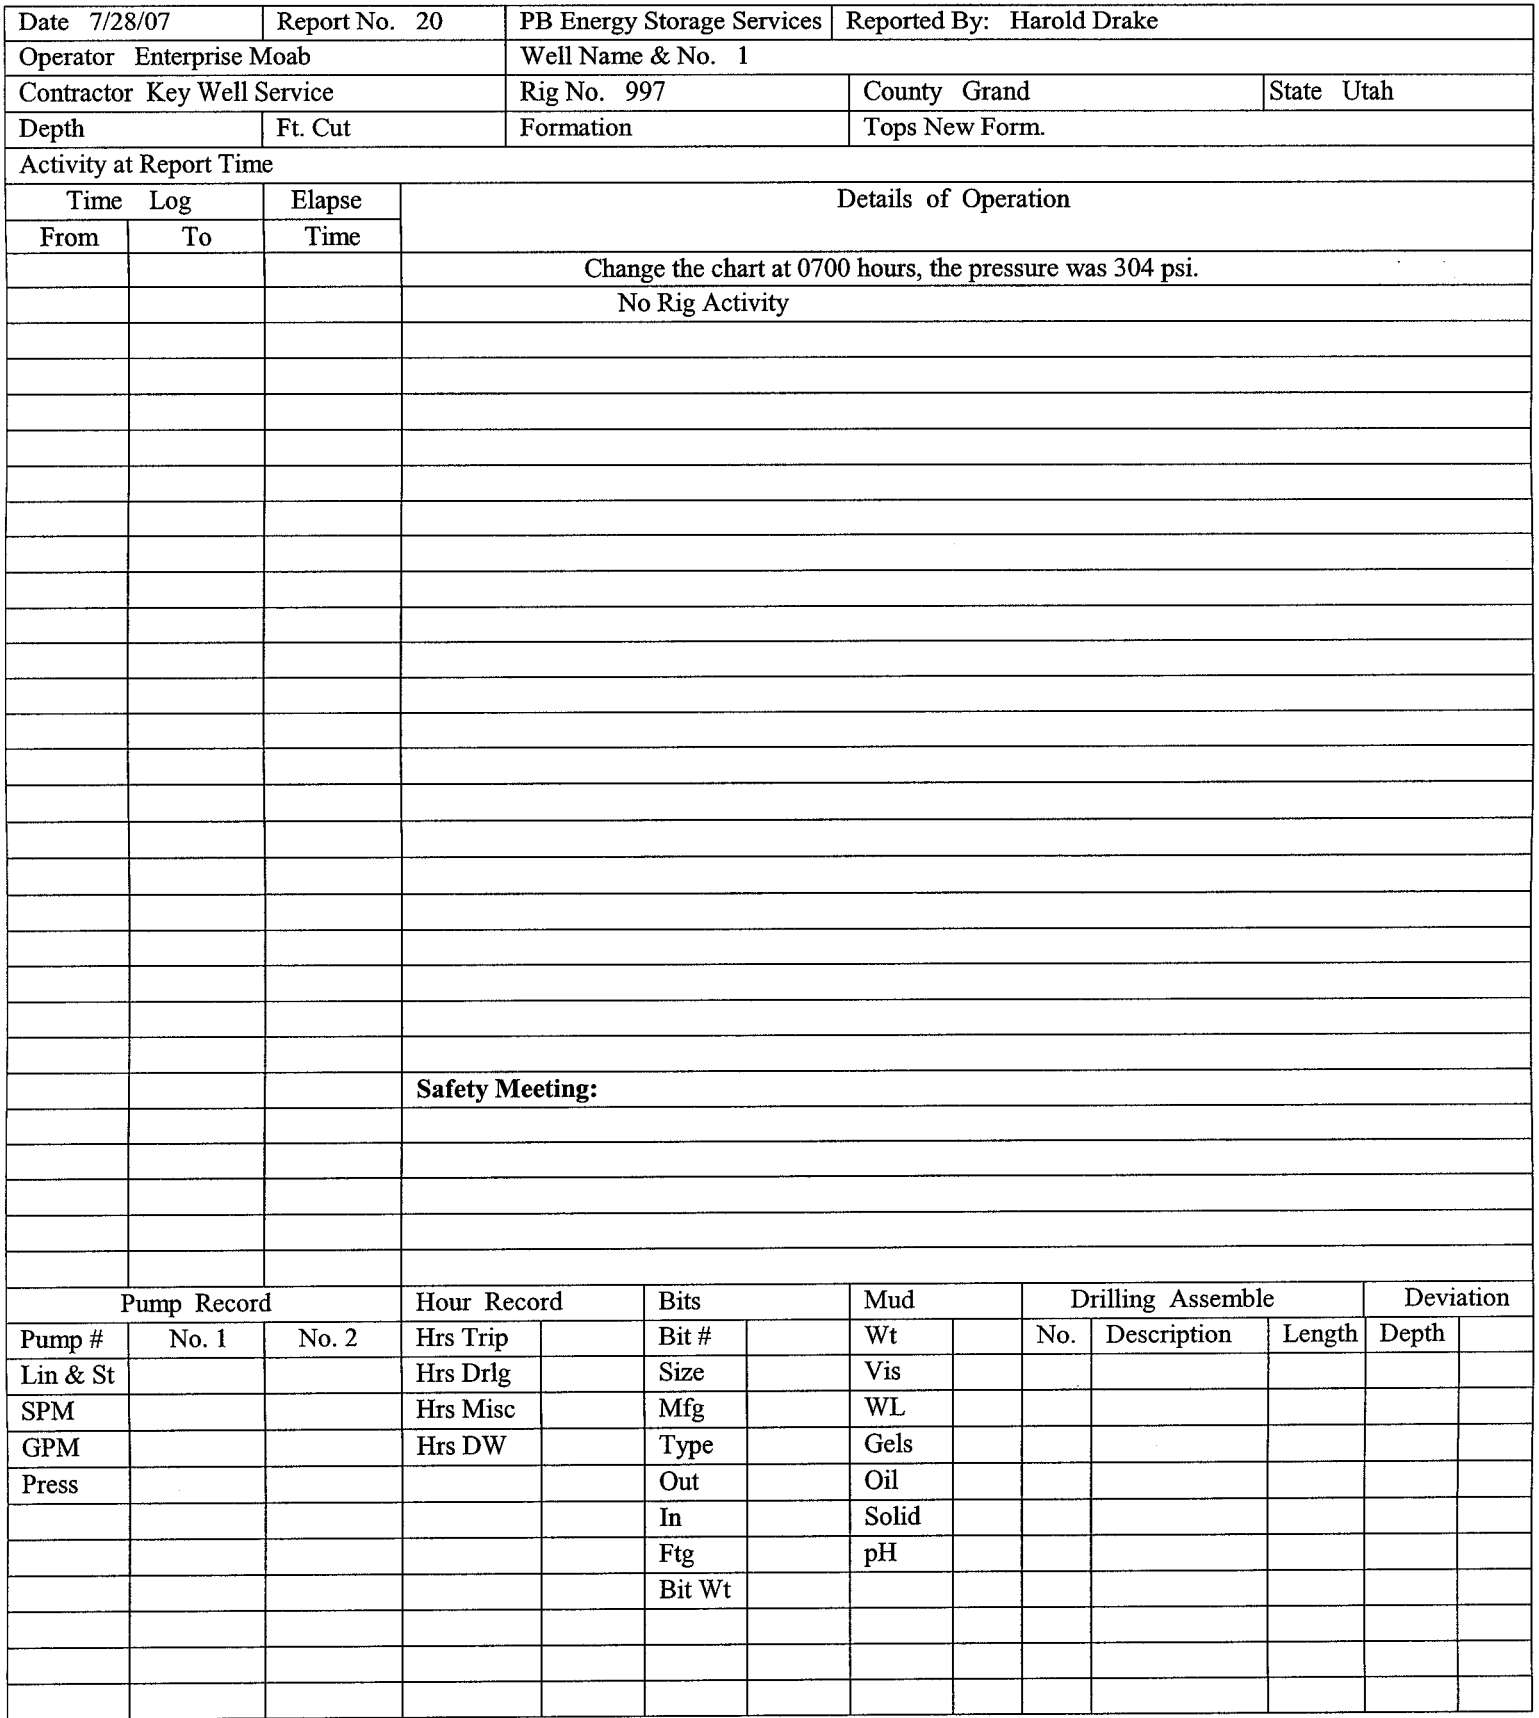 Date 7/28/07 Report No. 20 PB Energy Storage Services Reported By: Harold Drake
Operator Enterprise Moab Well Name & No. 1
Contractor Key Well Service Rig No. 997 County Grand State Utah
Depth Ft. Cut Formation Tops New Form.
Activity at Report Time
Time Log Elapse Details of Operation
From To Time
Change the chart at 0700 hours, the pressure was 304 psi.
No Rig Activity
Safety Meeting:
Pump Record Hour Record Bits Mud Drilling Assemble Deviation
Pump # No. 1 No. 2 Hrs Trip Bit # Wt No. Description Length Depth
Lin & St Hrs Drlg Size Vis
SPM Hrs Misc Mfg WL
GPM Hrs DW Type Gels
Press Out Oil
In Solid
Ftg pH
Bit Wt